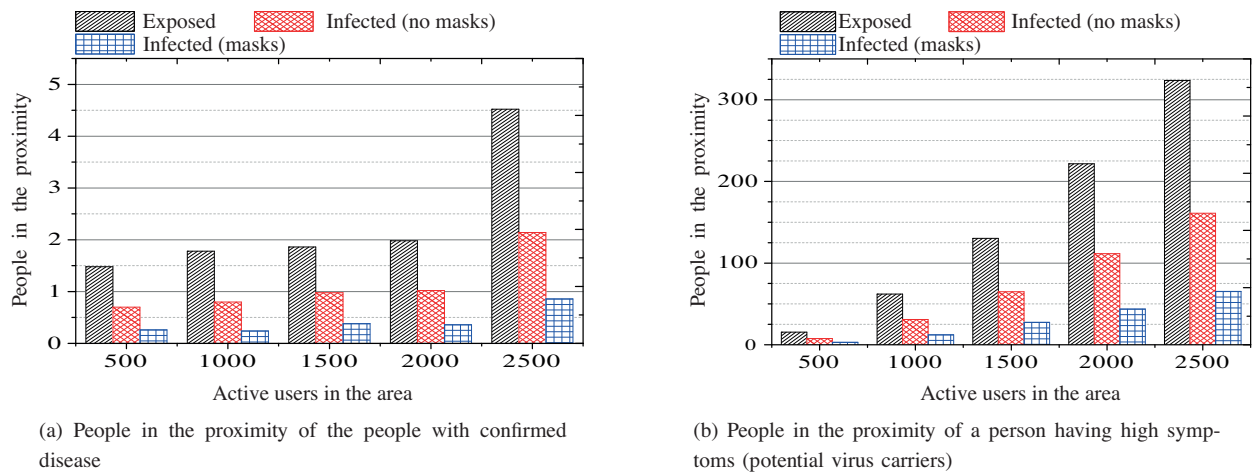 Exposed
Infected (no masks)
Infected (masks)
5
4
3
2
1
0
People in the proximity
500 1000 1500 2000 2500
Active users in the area
(a) People in the proximity of the people with confirmed
disease
Exposed
Infected (no masks)
Infected (masks)
300
200
100
0
People in the proximity
500 1000 1500 2000 2500
Active users in the area
(b) People in the proximity of a person having high symp-
toms (potential virus carriers)